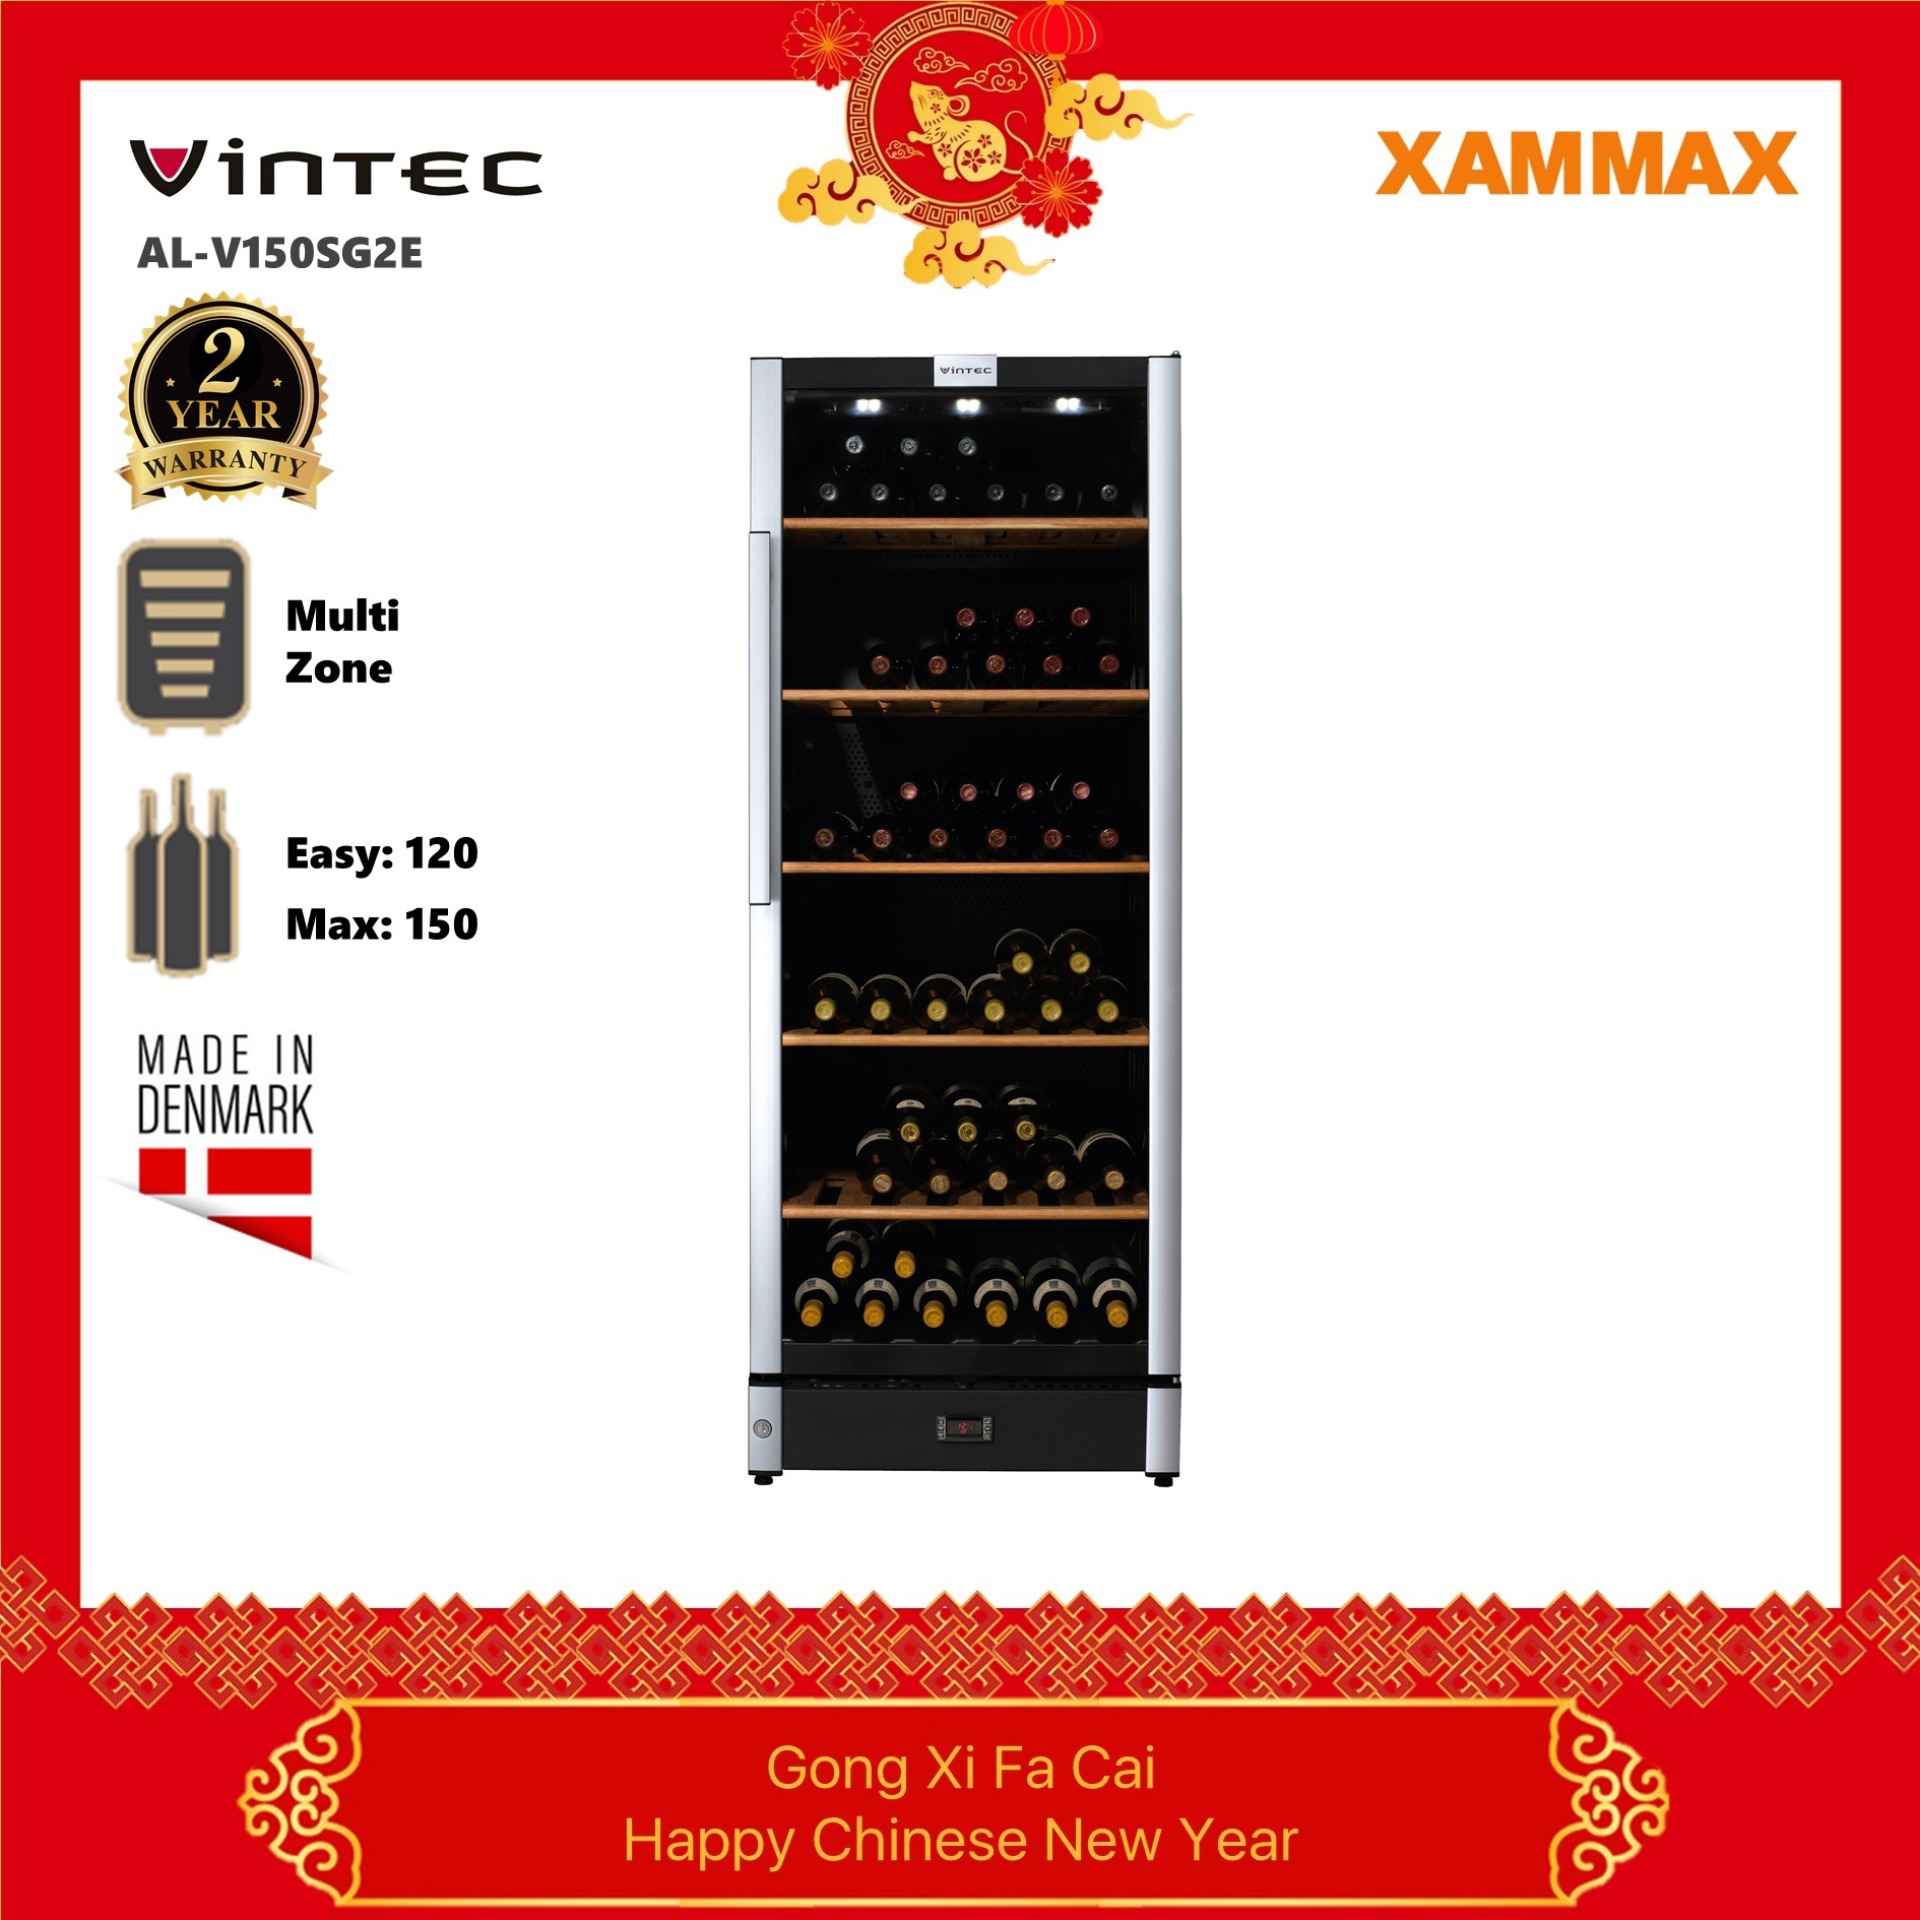 VINTEC
XAMMAX
AL-V150SG2E
2
YEAR
WARRANTY
Multi
Zone
Easy: 120
Max: 150
MADE IN
DENMARK
VINTEC
Gong Xi Fa Cai
Happy Chinese New Year